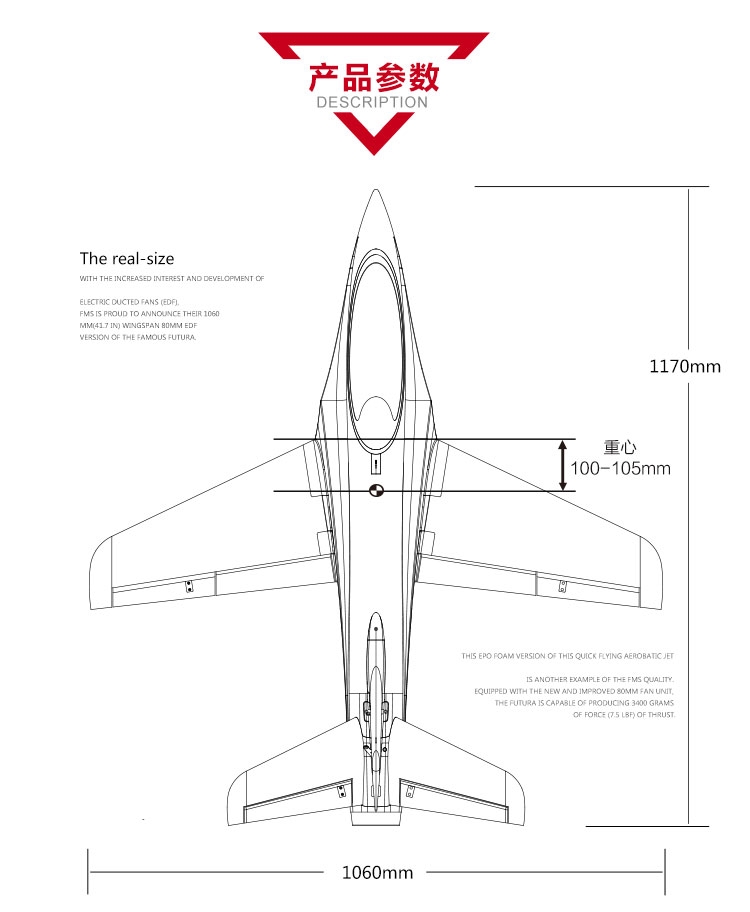 产品参数
DESCRIPTION
The real-size
WITH THE INCREASED INTEREST AND DEVELOPMENT OF
ELECTRIC DUCTED FANS (EDF),
FMS IS PROUD TO ANNOUNCE THEIR 1060
MM(41.7 IN) WINGSPAN 80MM EDF
VERSION OF THE FAMOUS FUTURA.
1170mm
重心
100-105mm
THIS EPO FOAM VERSION OF THIS QUICK FLYING AEROBATIC JET
IS ANOTHER EXAMPLE OF THE FMS QUALITY.
EQUIPPED WITH THE NEW AND IMPROVED 80MM FAN UNIT,
THE FUTURA IS CAPABLE OF PRODUCING 3400 GRAMS
OF FORCE (7.5 LBF) OF THRUST.
1060mm